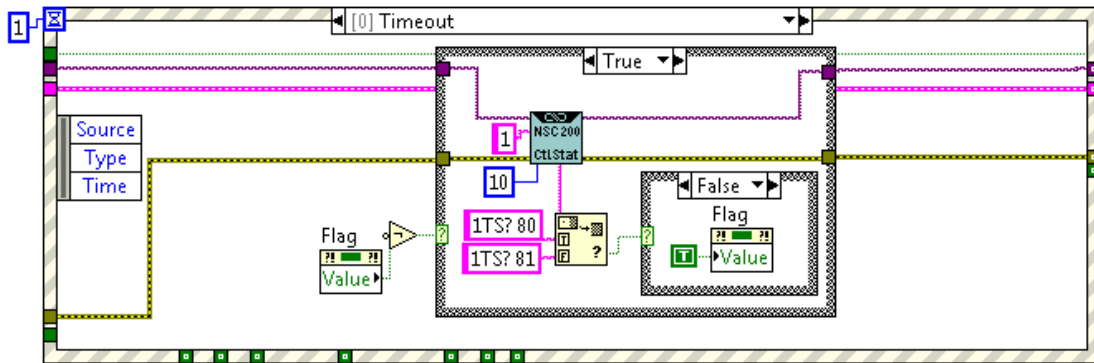 1
[0] Timeout
True
Source
Type
Time
1
NSC200
CtlStat
10
False
Flag
Value
T
1TS? 80
1TS? 81
T
F
?
?
?
Flag
?! ?!
Value
?! ?!